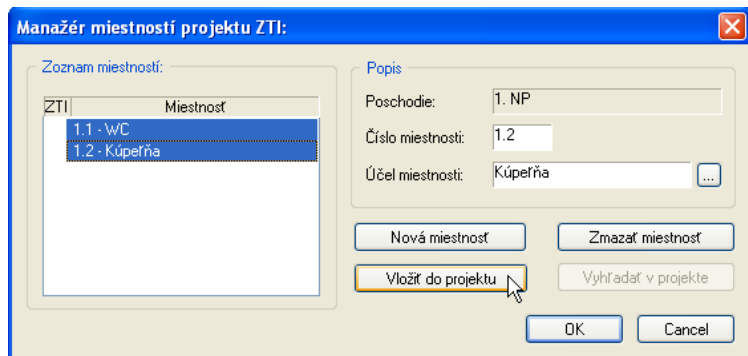 Manažér miestností projektu ZTI:
Zoznam miestností:
ZTI Miestnosť
1.1 - WC
1.2 - Kúpeľňa
Popis
Poschodie: 1. NP
Číslo miestnosti: 1.2
Účel miestnosti: Kúpeľňa ...
Nová miestnosť Zmazať miestnosť
Vložiť do projektu Vyhľadať v projekte
OK Cancel